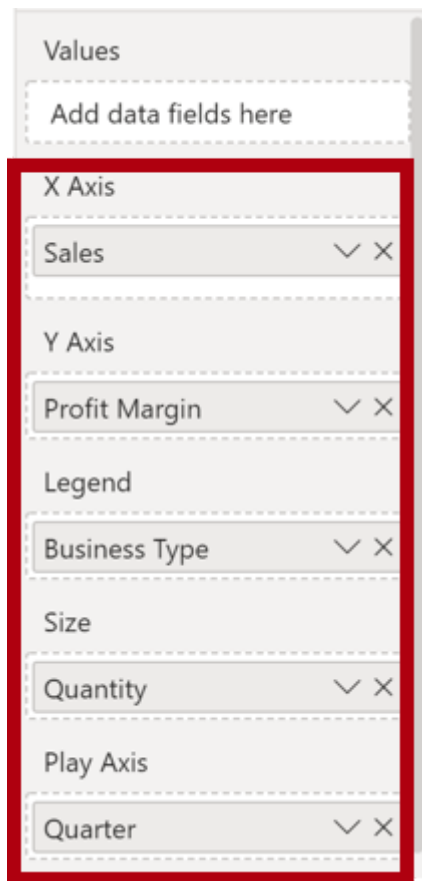 Values
Add data fields here
X Axis
Sales
Y Axis
Profit Margin
Legend
Business Type
Size
Quantity
Play Axis
Quarter